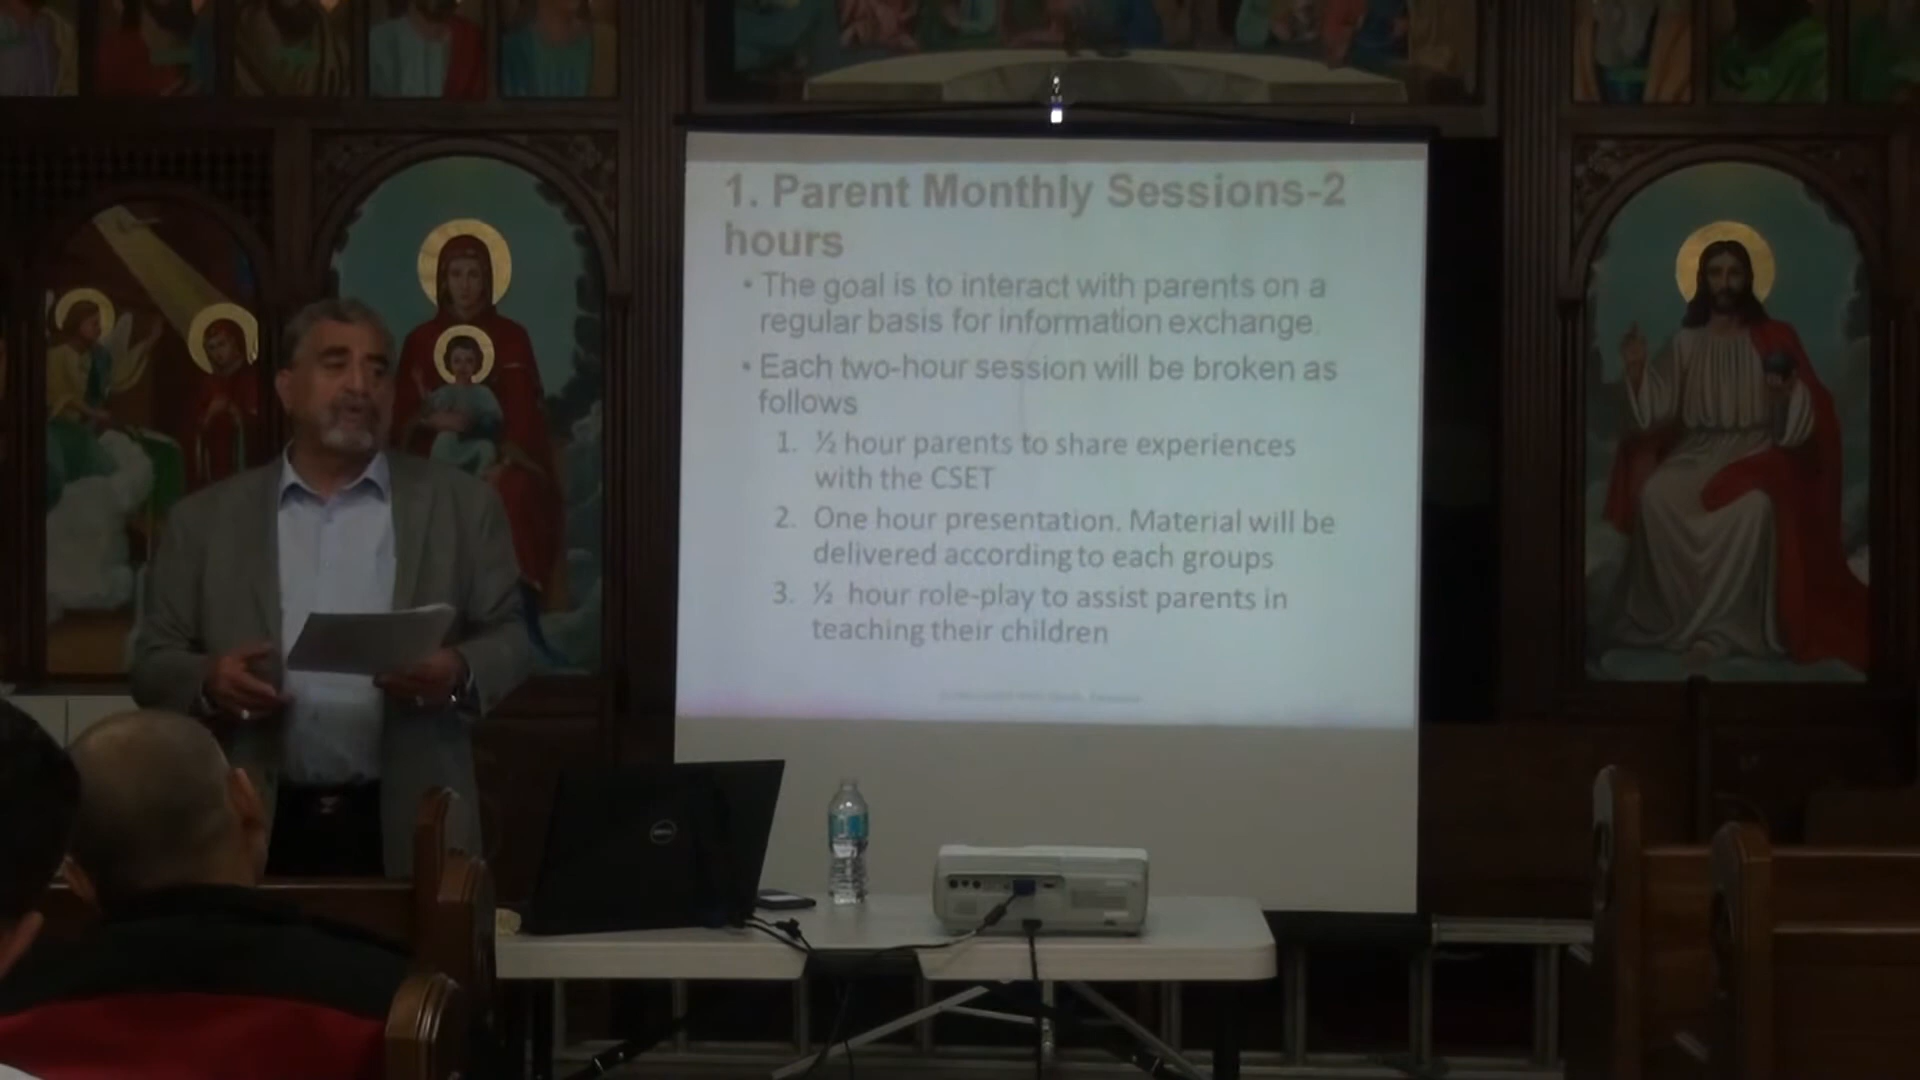 1. Parent Monthly Sessions-2
hours
• The goal is to interact with parents on a
regular basis for information exchange.
• Each two-hour session will be broken as
follows
1. ½ hour parents to share experiences
with the CSET
2. One hour presentation. Material will be
delivered according to each groups
3. ½ hour role-play to assist parents in
teaching their children
DELL